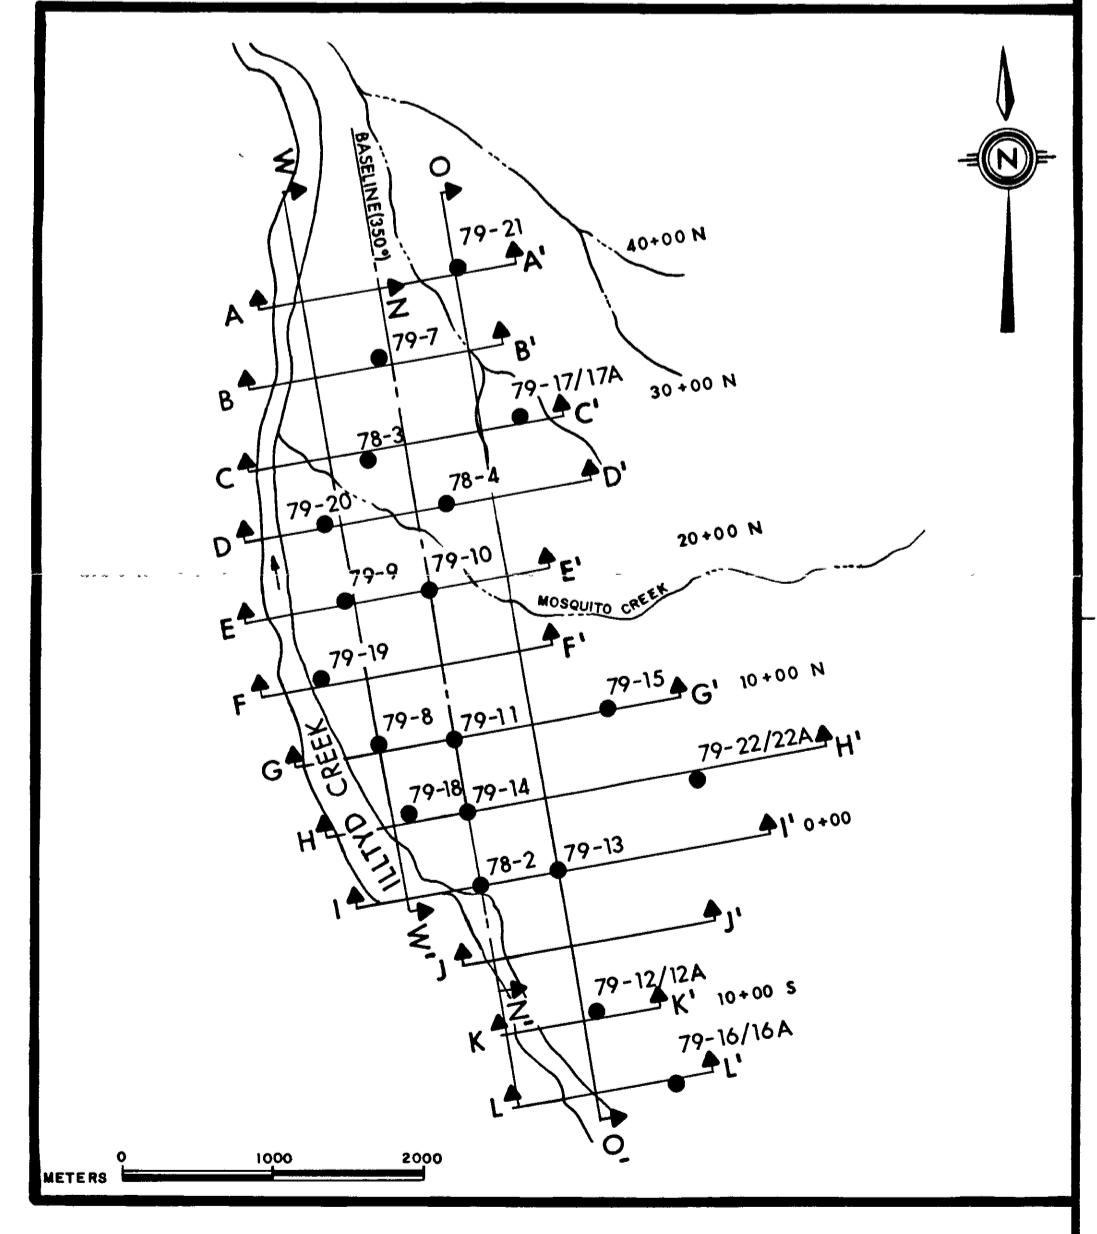 W
O
BASELINE(350°)
N
79-21
40+00 N
A'
A
N
79-7
B'
B
79-17/17A
30+00 N
C'
78-3
C
78-4
D'
79-20
D
20+00 N
79-10
79-9
E'
MOSQUITO CREEK
E
F'
79-19
F
79-15
G'
10+00 N
79-8
79-11
G
79-22/22A
H'
79-18
79-14
H
ILLTYD CREEK
I'
0+00
78-2
79-13
I
W'
J'
J
79-12/12A
K'
10+00 S
N'
K
79-16/16A
L'
L
O'
0
1000
2000
METERS